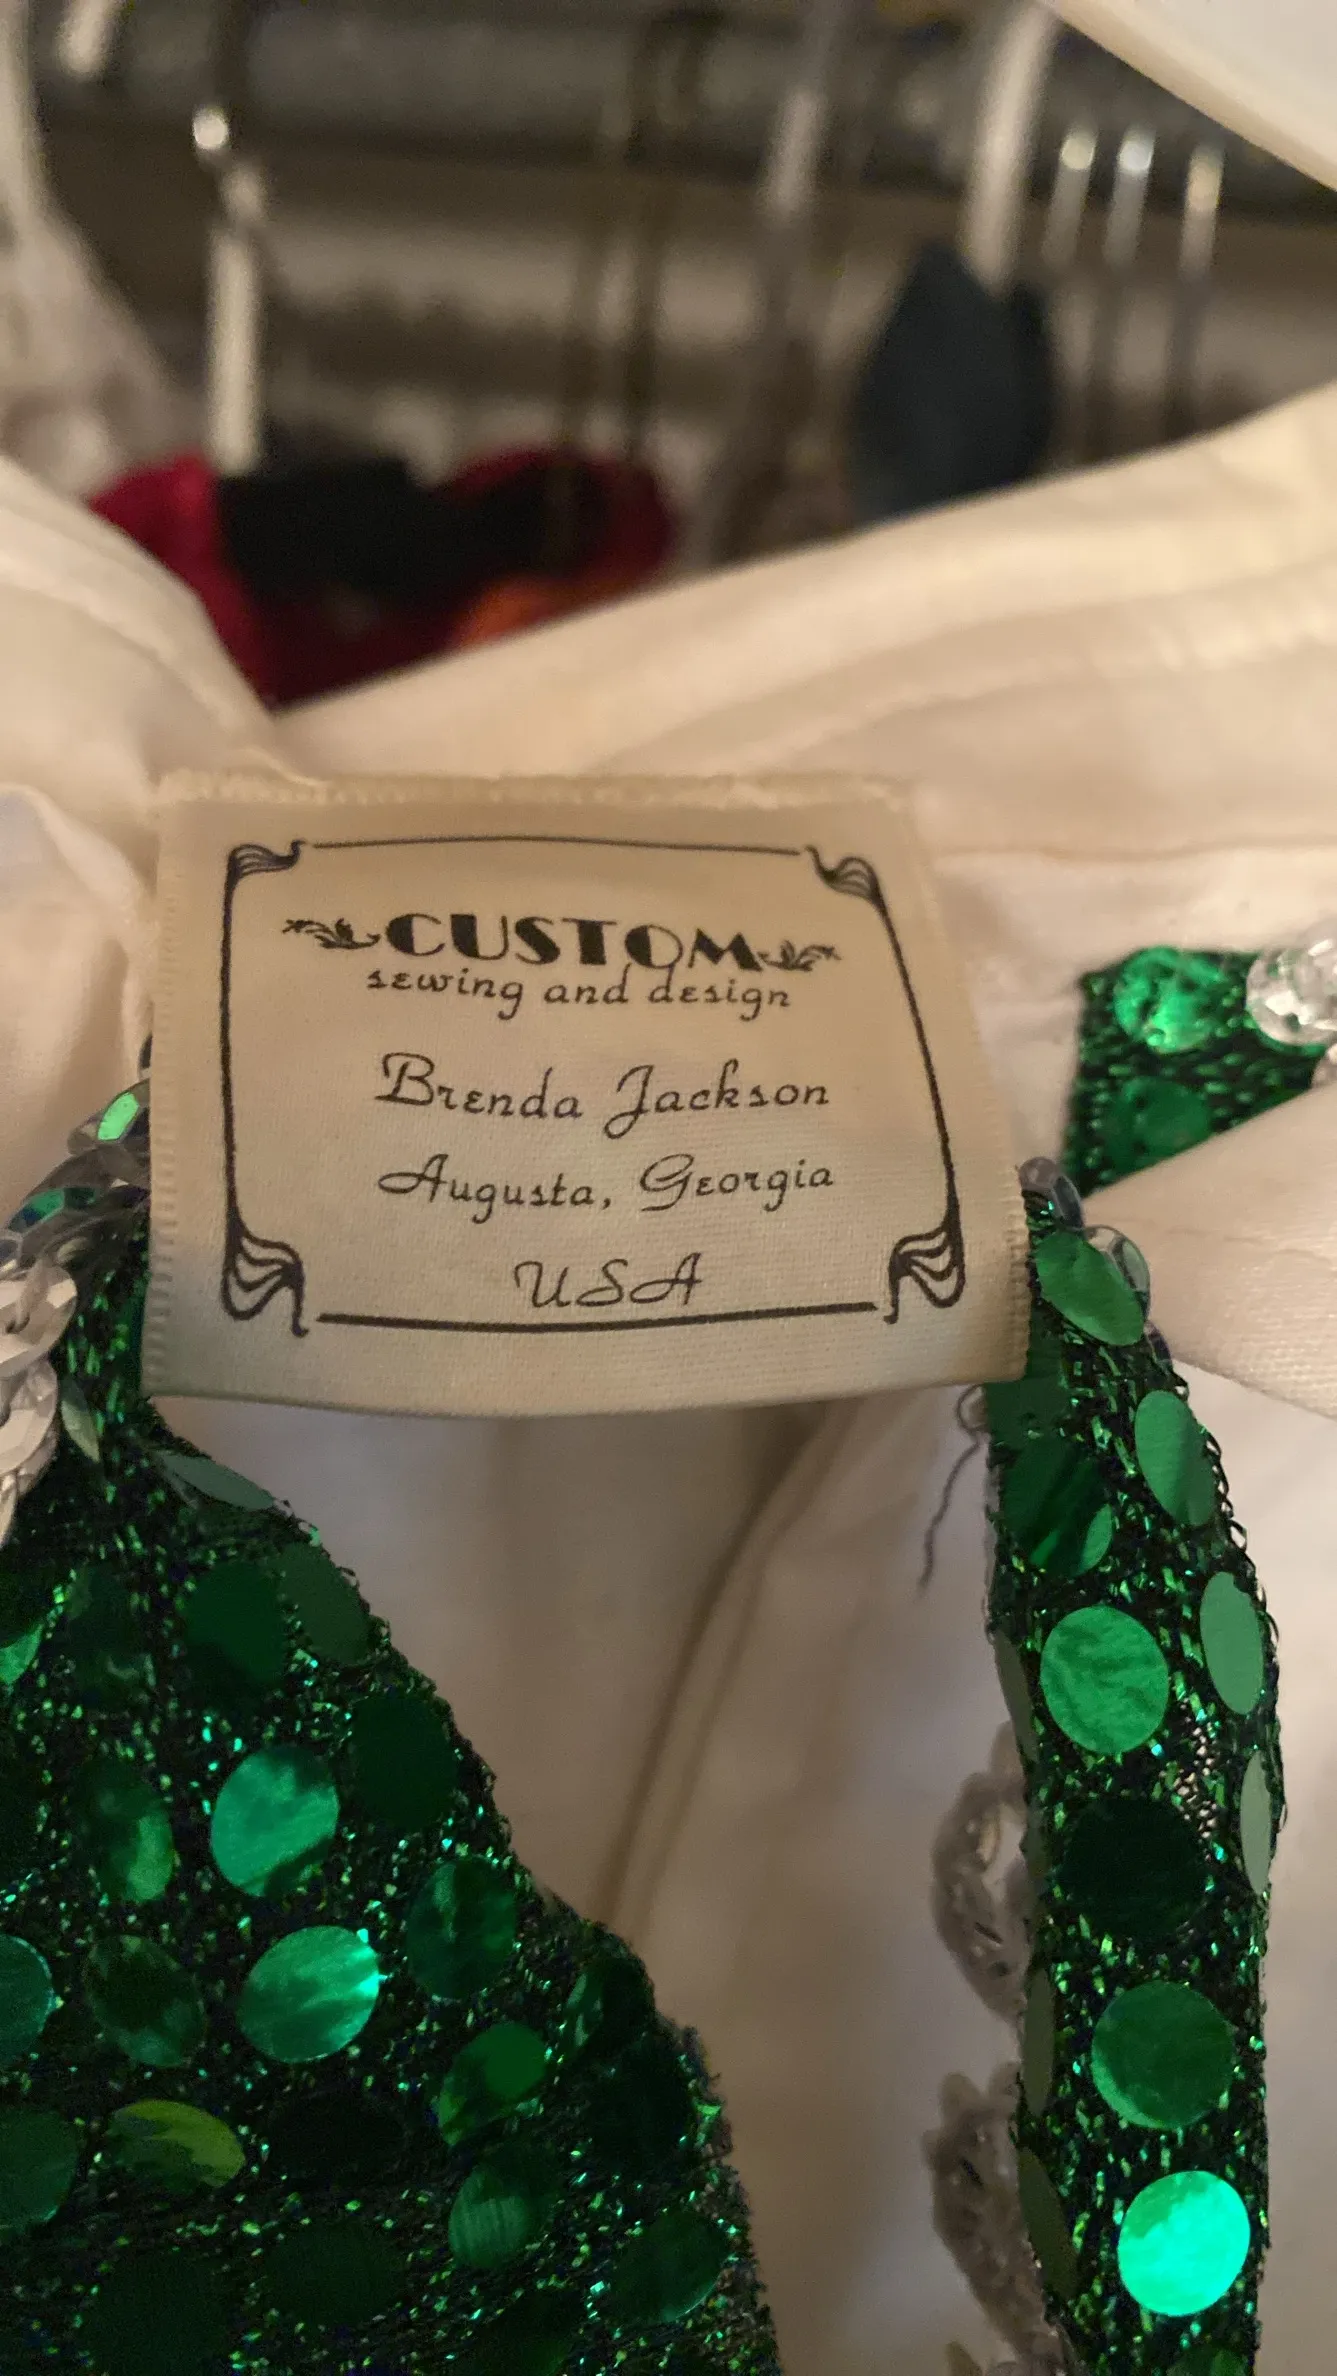 CUSTOM
sewing and design
Brenda Jackson
Augusta, Georgia
USA